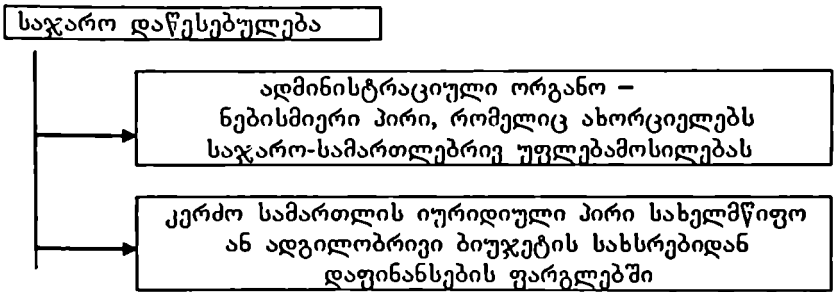 საჯარო დაწესებულება
ადმინისტრაციული ორგანო –
ნებისმიერი პირი, რომელიც ახორციელებს
საჯარო-სამართლებრივ უფლებამოსილებას
კერძო სამართლის იურიდიული პირი სახელმწიფო
ან ადგილობრივი ბიუჯეტის სახსრებიდან
დაფინანსების ფარგლებში